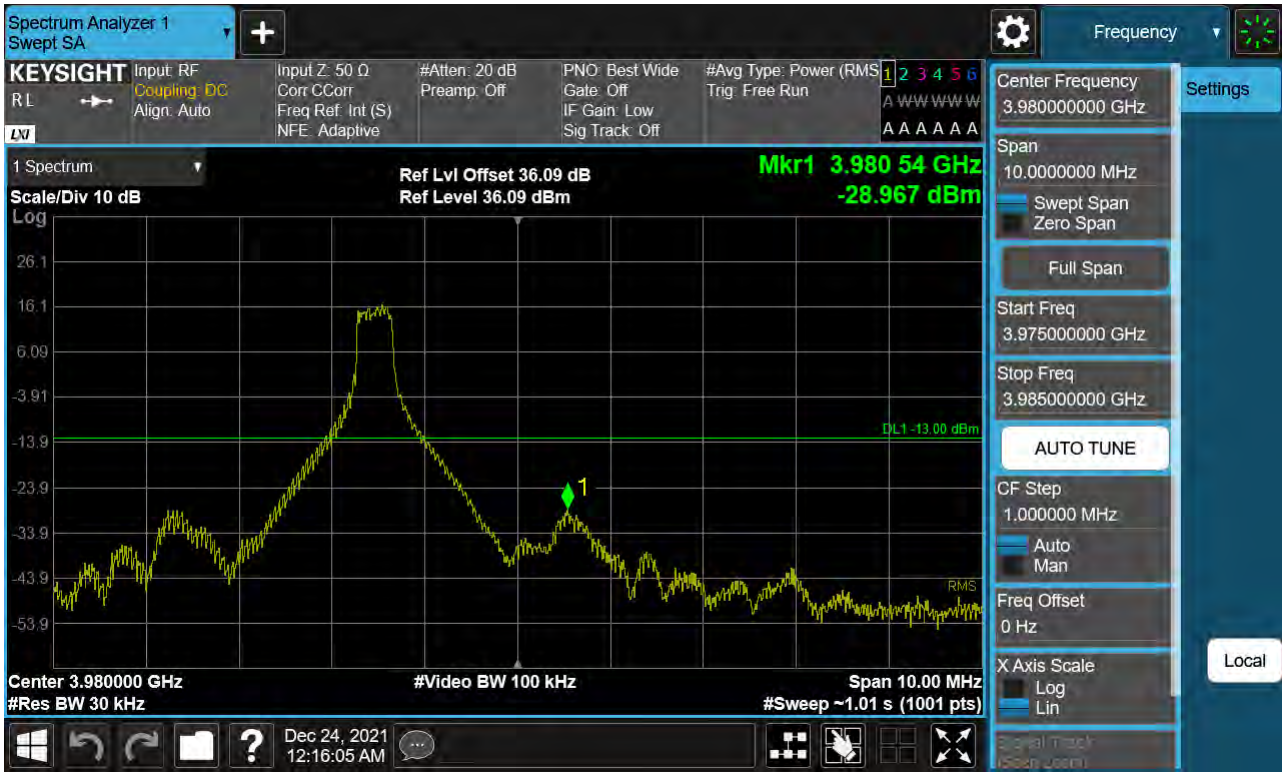 Spectrum Analyzer 1
Swept SA
+
Frequency
KEYSIGHT
RL
LXI
Input: RF
Coupling: DC
Align: Auto
Input Z: 50 Ω
Corr CCorr
Freq Ref: Int (S)
NFE: Adaptive
#Atten: 20 dB
Preamp: Off
PNO: Best Wide
Gate: Off
IF Gain: Low
Sig Track: Off
#Avg Type: Power (RMS
Trig: Free Run
1 2 3 4 5 6
A W W W W W
A A A A A A
Center Frequency
3.980000000 GHz
Settings
1 Spectrum
Scale/Div 10 dB
Log
Ref Lvl Offset 36.09 dB
Ref Level 36.09 dBm
Mkr1 3.980 54 GHz
-28.967 dBm
26.1
16.1
6.09
-3.91
-13.9
-23.9
-33.9
-43.9
-53.9
DL1 -13.00 dBm
1
RMS
Center 3.980000 GHz
#Res BW 30 kHz
#Video BW 100 kHz
Span 10.00 MHz
#Sweep ~1.01 s (1001 pts)
Span
10.0000000 MHz
Swept Span
Zero Span
Full Span
Start Freq
3.975000000 GHz
Stop Freq
3.985000000 GHz
AUTO TUNE
CF Step
1.000000 MHz
Auto
Man
Freq Offset
0 Hz
X Axis Scale
Log
Lin
Signal Track
(Span Zoom)
Local
?
Dec 24, 2021
12:16:05 AM